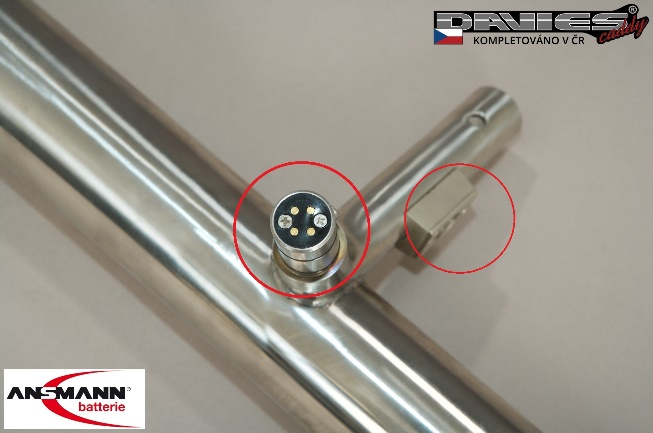 DAVIES®
caddy
KOMPLETOVÁNO V ČR
ANSMANN®
batterie